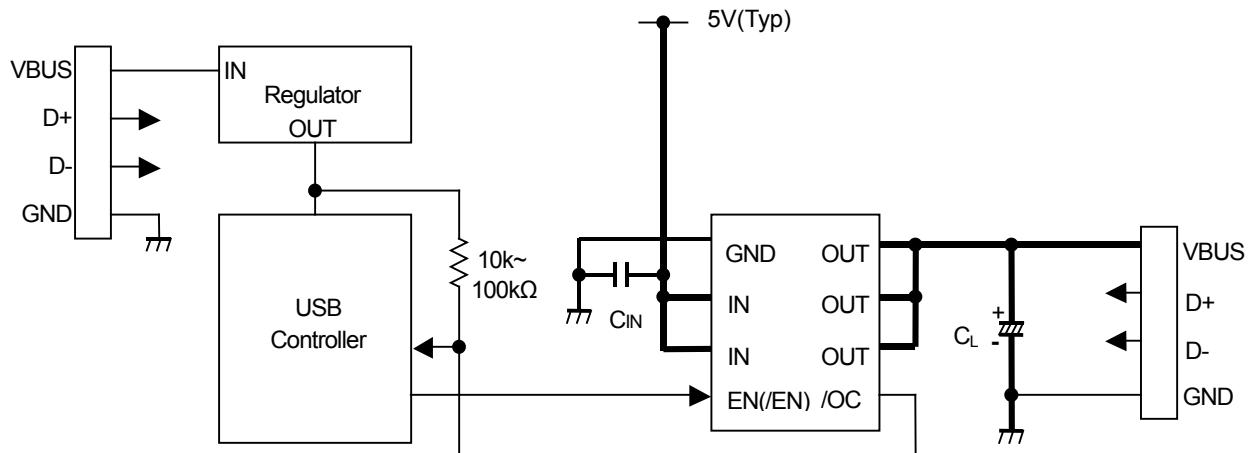 5V(Typ)
VBUS
D+
D-
GND
IN
Regulator
OUT
10k~
100kΩ
USB
Controller
CIN
GND
IN
IN
EN(/EN)
OUT
OUT
OUT
/OC
+
CL
-
VBUS
D+
D-
GND